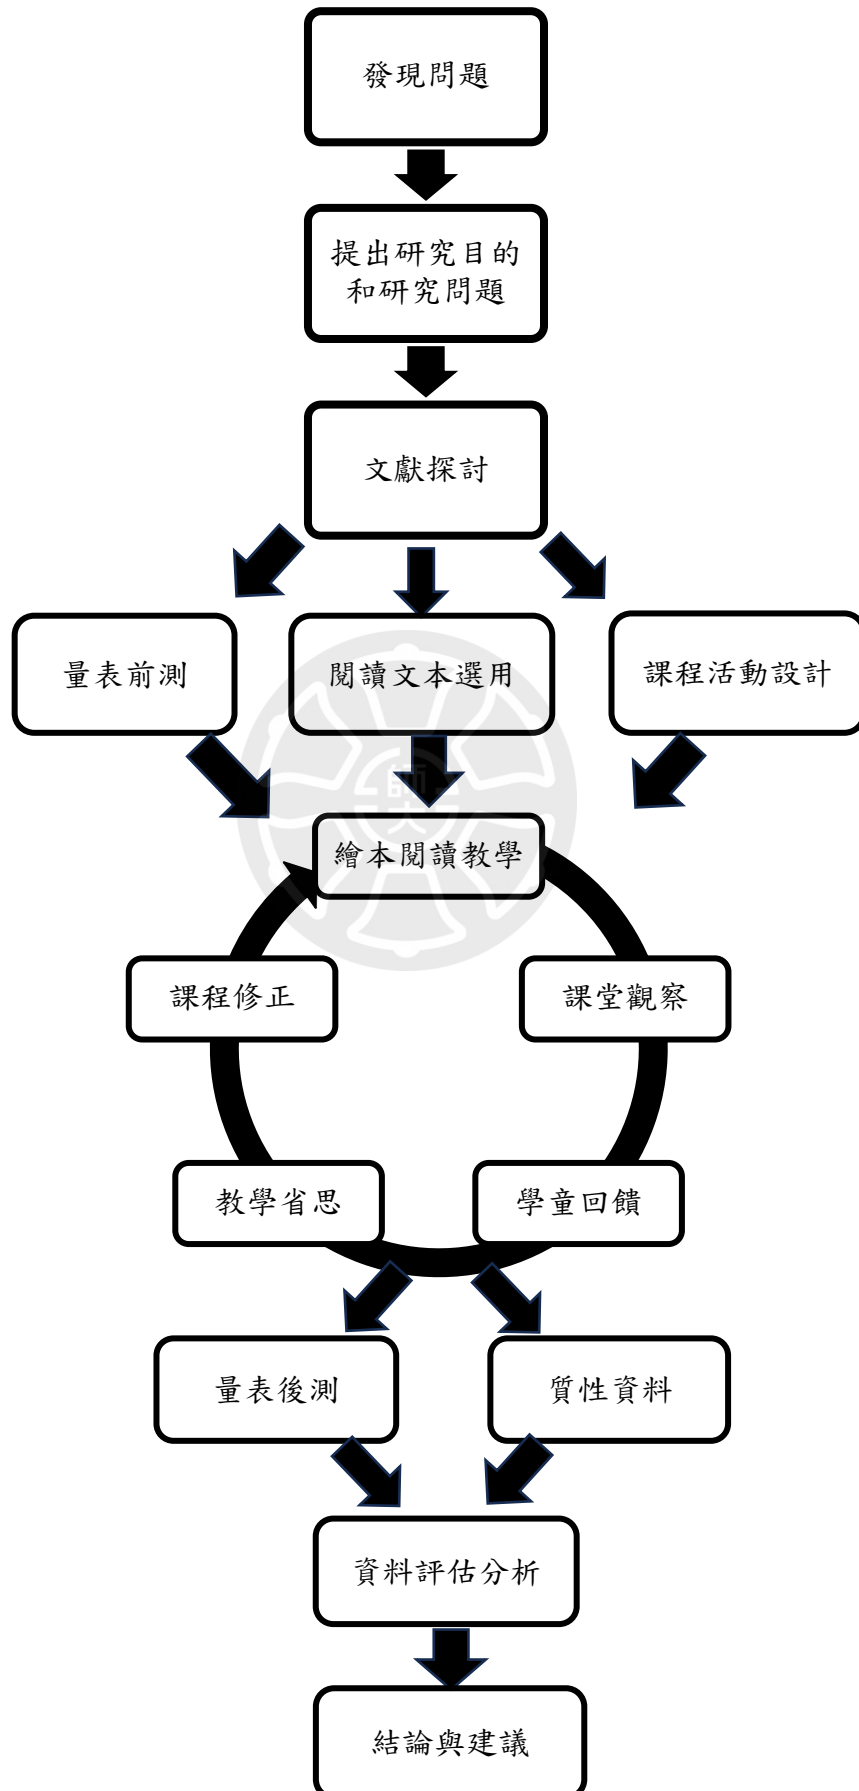 發現問題
提出研究目的
和研究問題
文獻探討
量表前測
閱讀文本選用
課程活動設計
師
大
繪本閱讀教學
課程修正
課堂觀察
教學省思
學童回饋
量表後測
質性資料
資料評估分析
結論與建議